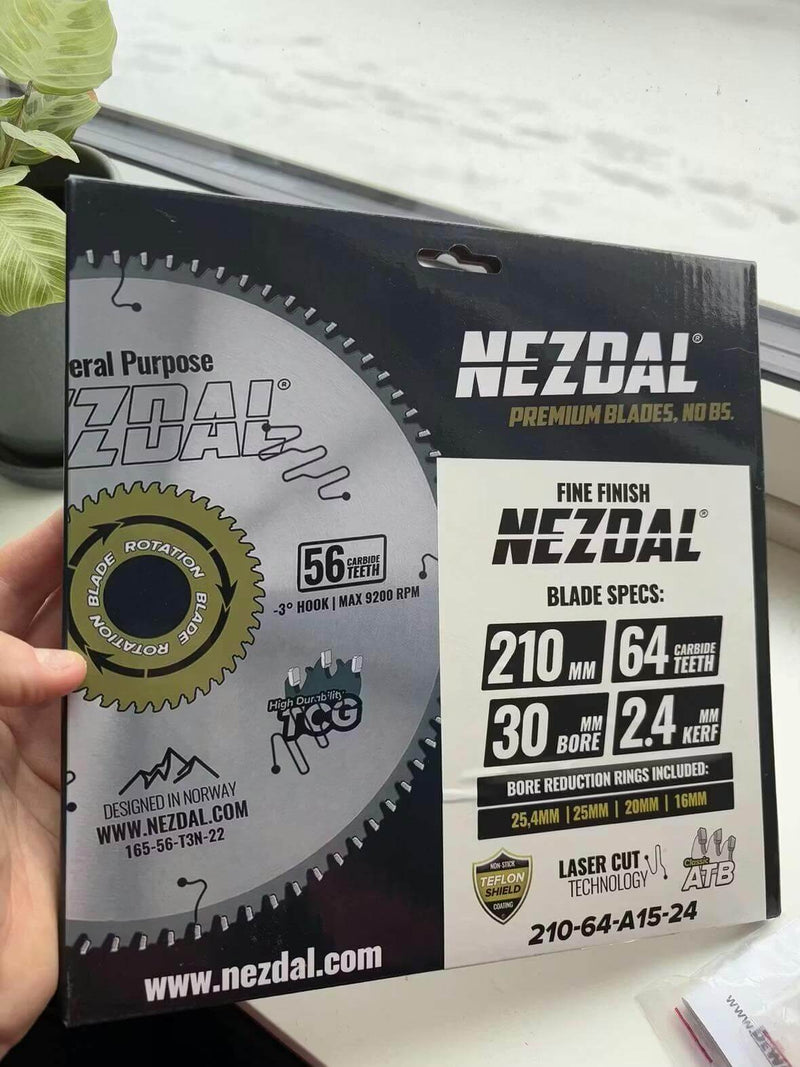 NEZDAL®
PREMIUM BLADES, NO BS.
eral Purpose
ZDAL®
BLADE ROTATION BLADE ROTATION
56 CARBIDE TEETH
-3° HOOK | MAX 9200 RPM
High Durability
TCG
DESIGNED IN NORWAY
WWW.NEZDAL.COM
165-56-T3N-22
www.nezdal.com
FINE FINISH
NEZDAL®
BLADE SPECS:
210 MM
64 CARBIDE TEETH
30 MM BORE
2.4 MM KERF
BORE REDUCTION RINGS INCLUDED:
25,4MM | 25MM | 20MM | 16MM
NON-STICK
TEFLON
SHIELD
COATING
LASER CUT
TECHNOLOGY
Classic
ATB
210-64-A15-24